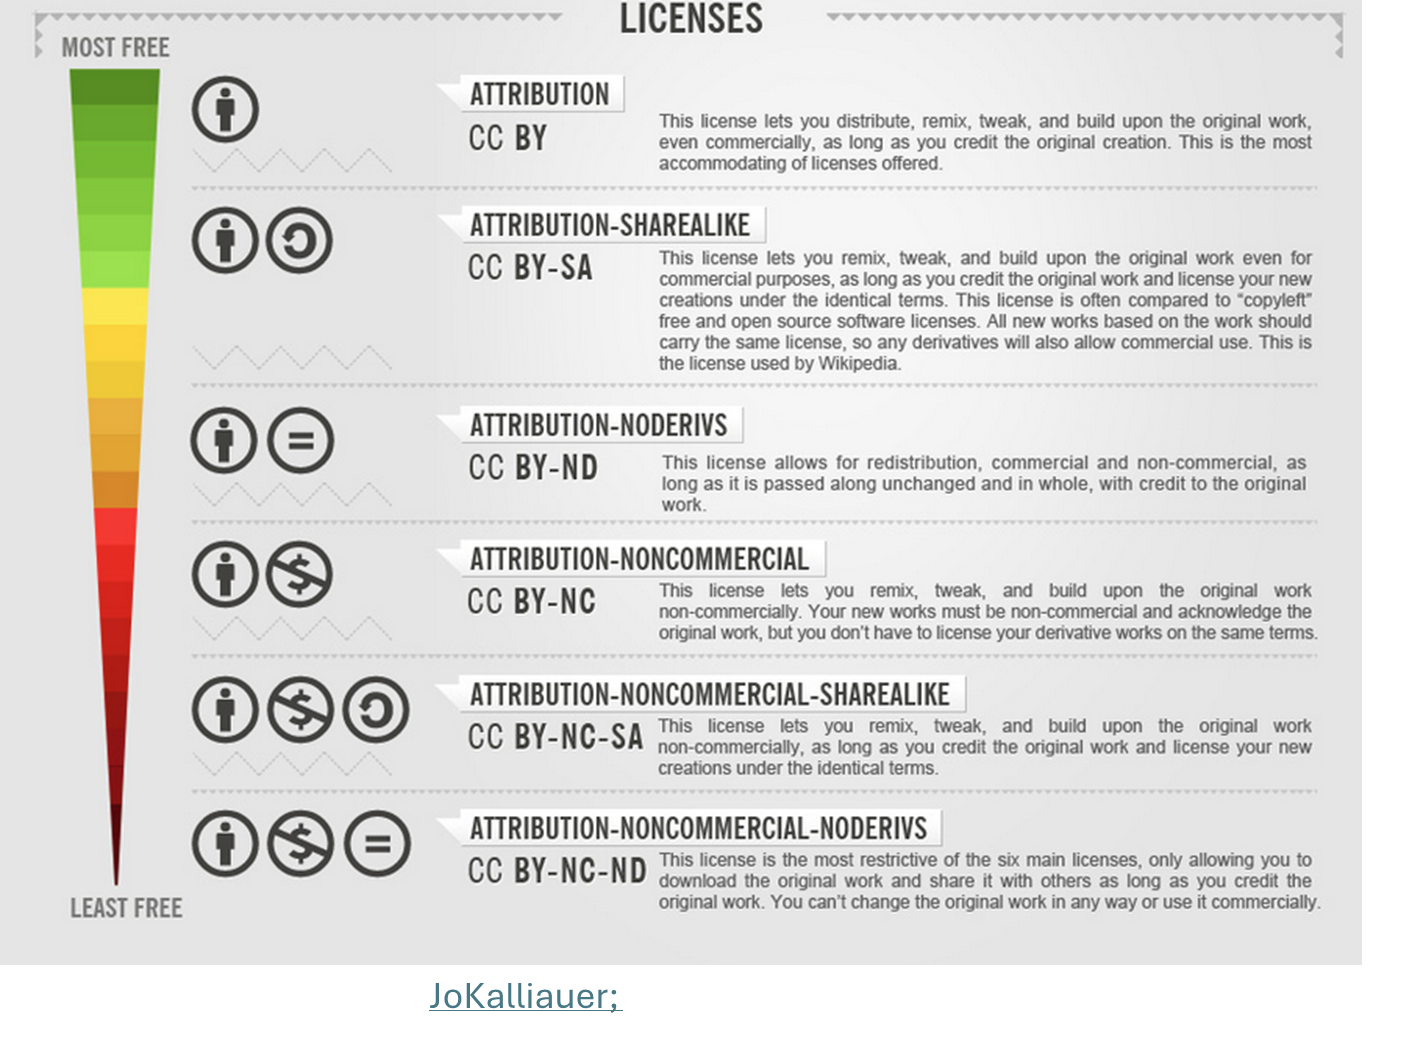 LICENSES
MOST FREE
ATTRIBUTION
CC BY
This license lets you distribute, remix, tweak, and build upon the original work,
even commercially, as long as you credit the original creation. This is the most
accommodating of licenses offered.
ATTRIBUTION-SHAREALIKE
CC BY-SA
This license lets you remix, tweak, and build upon the original work even for
commercial purposes, as long as you credit the original work and license your new
creations under the identical terms. This license is often compared to “copyleft”
free and open source software licenses. All new works based on the work should
carry the same license, so any derivatives will also allow commercial use. This is
the license used by Wikipedia.
ATTRIBUTION-NODERIVS
CC BY-ND
This license allows for redistribution, commercial and non-commercial, as
long as it is passed along unchanged and in whole, with credit to the original
work.
ATTRIBUTION-NONCOMMERCIAL
CC BY-NC
This license lets you remix, tweak, and build upon the original work
non-commercially. Your new works must be non-commercial and acknowledge the
original work, but you don’t have to license your derivative works on the same terms.
ATTRIBUTION-NONCOMMERCIAL-SHAREALIKE
CC BY-NC-SA
This license lets you remix, tweak, and build upon the original work
non-commercially, as long as you credit the original work and license your new
creations under the identical terms.
ATTRIBUTION-NONCOMMERCIAL-NODERIVS
CC BY-NC-ND
This license is the most restrictive of the six main licenses, only allowing you to
download the original work and share it with others as long as you credit the
original work. You can’t change the original work in any way or use it commercially.
LEAST FREE
JoKalliauer;